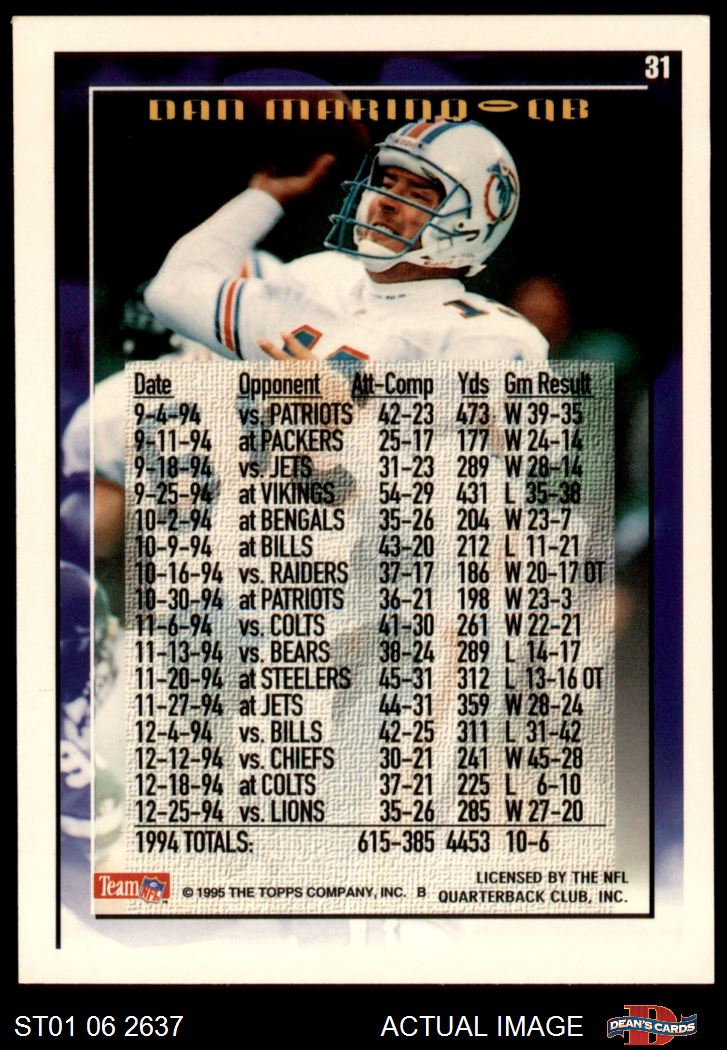 31
DAN MARINO QB
Date Opponent Att-Comp Yds Gm Result
9-4-94 vs. PATRIOTS 42-23 473 W 39-35
9-11-94 at PACKERS 25-17 177 W 24-14
9-18-94 vs. JETS 31-23 289 W 28-14
9-25-94 at VIKINGS 54-29 431 L 35-38
10-2-94 at BENGALS 35-26 204 W 23-7
10-9-94 at BILLS 43-20 212 L 11-21
10-16-94 vs. RAIDERS 37-17 186 W 20-17 OT
10-30-94 at PATRIOTS 36-21 198 W 23-3
11-6-94 vs. COLTS 41-30 261 W 22-21
11-13-94 vs. BEARS 38-24 289 L 14-17
11-20-94 at STEELERS 45-31 312 L 13-16 OT
11-27-94 at JETS 44-31 359 W 28-24
12-4-94 vs. BILLS 42-25 311 L 31-42
12-12-94 vs. CHIEFS 30-21 241 W 45-28
12-18-94 at COLTS 37-21 225 L 6-10
12-25-94 vs. LIONS 35-26 285 W 27-20
1994 TOTALS: 615-385 4453 10-6
Team NFL ™
© 1995 THE TOPPS COMPANY, INC. B
LICENSED BY THE NFL
QUARTERBACK CLUB, INC.
ST01 06 2637
ACTUAL IMAGE
DEAN'S CARDS